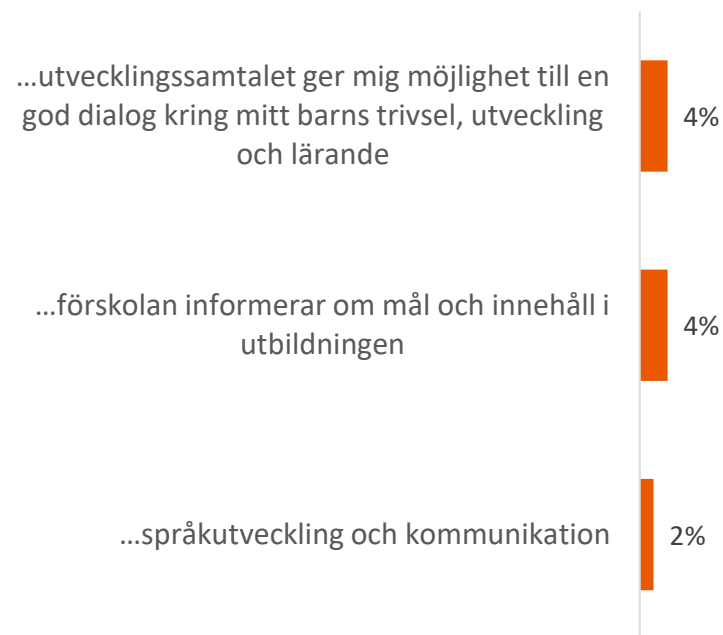 …utvecklingssamtalet ger mig möjlighet till en
god dialog kring mitt barns trivsel, utveckling
och lärande
4%
…förskolan informerar om mål och innehåll i
utbildningen
4%
…språkutveckling och kommunikation
2%